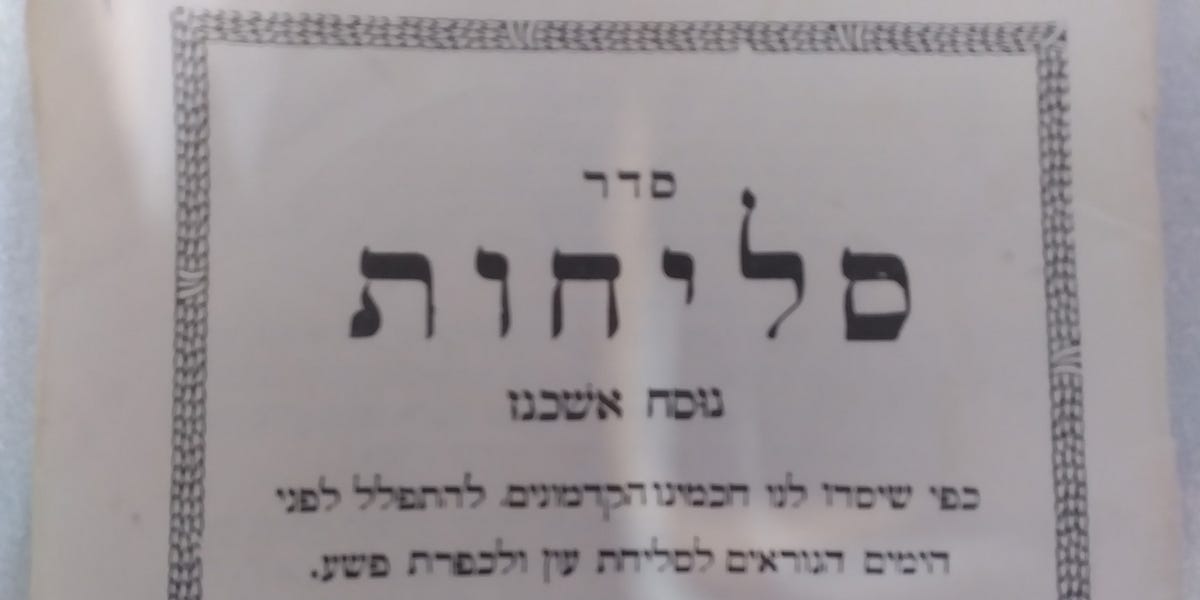 סדר
סליחות
נוסח אשכנז
כפי שיסדו לנו חכמינו הקדמונים. להתפלל לפני
הימים הנוראים לסליחת עון ולכפרת פשע.